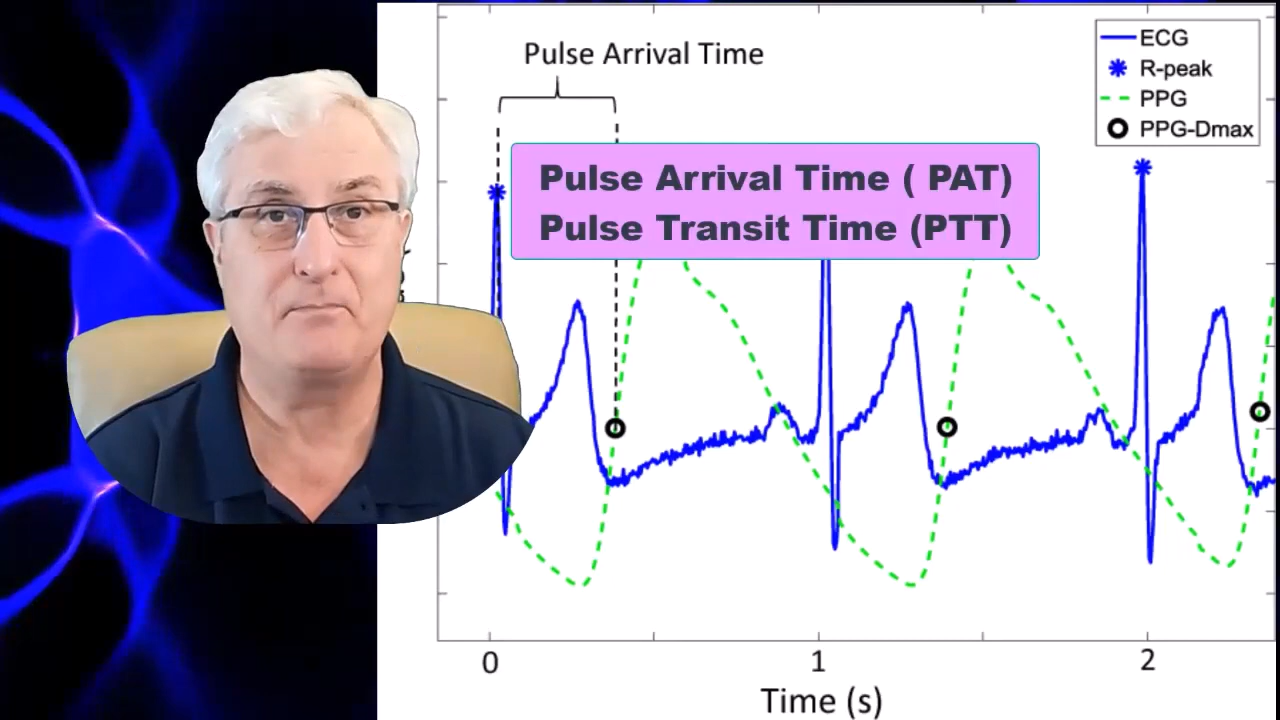 Pulse Arrival Time
ECG
R-peak
PPG
PPG-Dmax
Pulse Arrival Time ( PAT)
Pulse Transit Time (PTT)
0
1
2
Time (s)